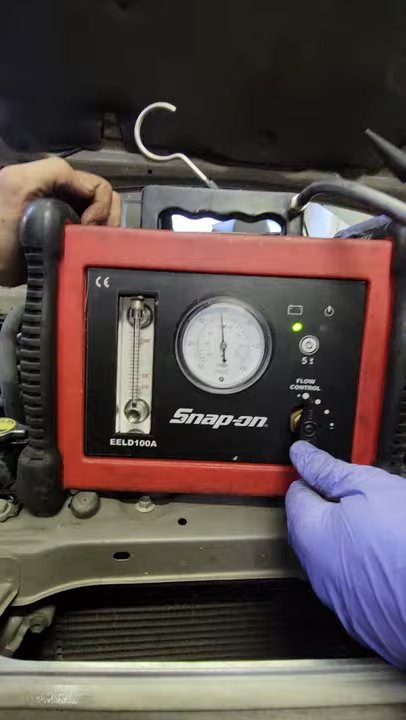 CE
5 s
FLOW
CONTROL
Snap-on
EELD100A